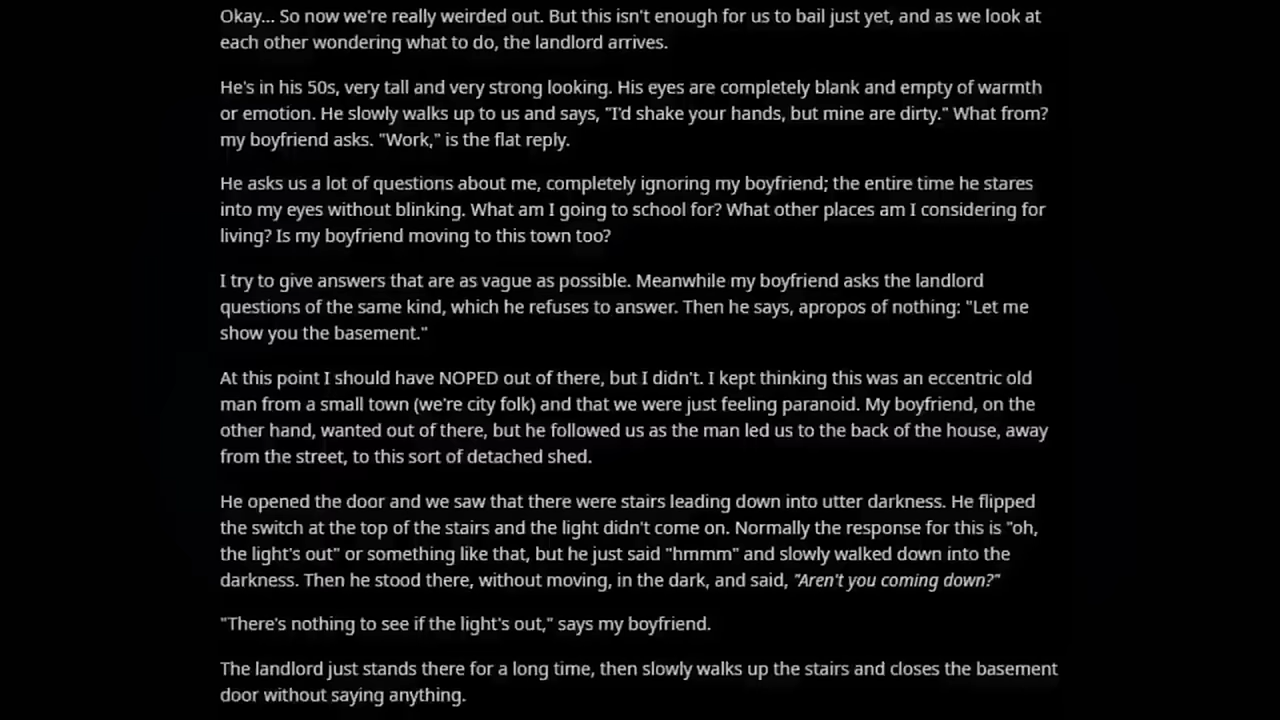 Okay... So now we're really weirded out. But this isn't enough for us to bail just yet, and as we look at
each other wondering what to do, the landlord arrives.
He's in his 50s, very tall and very strong looking. His eyes are completely blank and empty of warmth
or emotion. He slowly walks up to us and says, "I'd shake your hands, but mine are dirty." What from?
my boyfriend asks. "Work," is the flat reply.
He asks us a lot of questions about me, completely ignoring my boyfriend; the entire time he stares
into my eyes without blinking. What am I going to school for? What other places am I considering for
living? Is my boyfriend moving to this town too?
I try to give answers that are as vague as possible. Meanwhile my boyfriend asks the landlord
questions of the same kind, which he refuses to answer. Then he says, apropos of nothing: "Let me
show you the basement."
At this point I should have NOPED out of there, but I didn't. I kept thinking this was an eccentric old
man from a small town (we're city folk) and that we were just feeling paranoid. My boyfriend, on the
other hand, wanted out of there, but he followed us as the man led us to the back of the house, away
from the street, to this sort of detached shed.
He opened the door and we saw that there were stairs leading down into utter darkness. He flipped
the switch at the top of the stairs and the light didn't come on. Normally the response for this is "oh,
the light's out" or something like that, but he just said "hmmm" and slowly walked down into the
darkness. Then he stood there, without moving, in the dark, and said, "Aren't you coming down?"
"There's nothing to see if the light's out," says my boyfriend.
The landlord just stands there for a long time, then slowly walks up the stairs and closes the basement
door without saying anything.